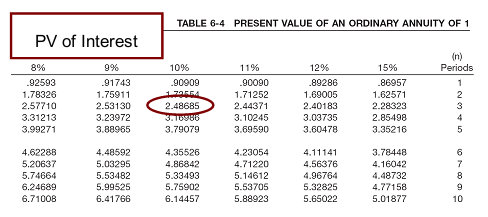 TABLE 6-4 PRESENT VALUE OF AN ORDINARY ANNUITY OF 1
PV of Interest
(n)
8% 9% 10% 11% 12% 15% Periods
.92593 .91743 .90909 .90090 .89286 .86957 1
1.78326 1.75911 1.73554 1.71252 1.69005 1.62571 2
2.57710 2.53130 2.48685 2.44371 2.40183 2.28323 3
3.31213 3.23972 3.16986 3.10245 3.03735 2.85498 4
3.99271 3.88965 3.79079 3.69590 3.60478 3.35216 5
4.62288 4.48592 4.35526 4.23054 4.11141 3.78448 6
5.20637 5.03295 4.86842 4.71220 4.56376 4.16042 7
5.74664 5.53482 5.33493 5.14612 4.96764 4.48732 8
6.24689 5.99525 5.75902 5.53705 5.32825 4.77158 9
6.71008 6.41766 6.14457 5.88923 5.65022 5.01877 10